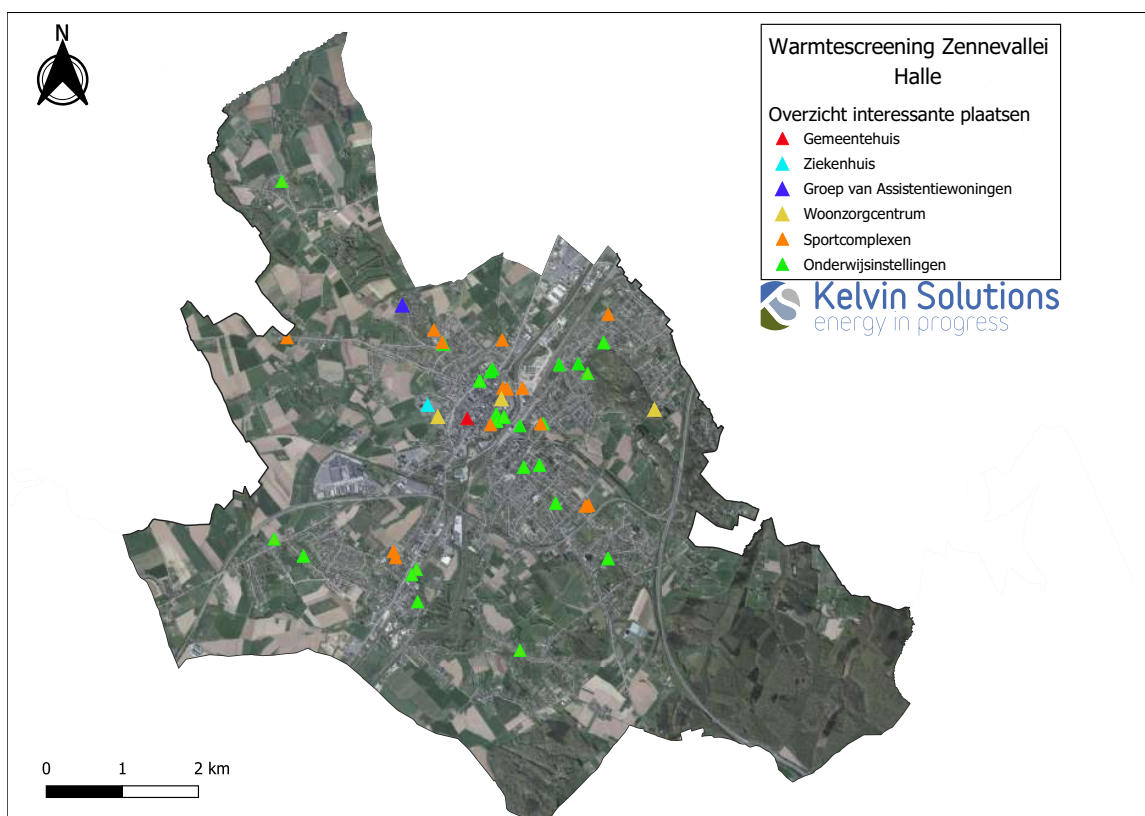 N
Warmtescreening Zennevallei
Halle
Overzicht interessante plaatsen
Gemeentehuis
Ziekenhuis
Groep van Assistentiewoningen
Woonzorgcentrum
Sportcomplexen
Onderwijsinstellingen
Kelvin Solutions
energy in progress
0 1 2 km